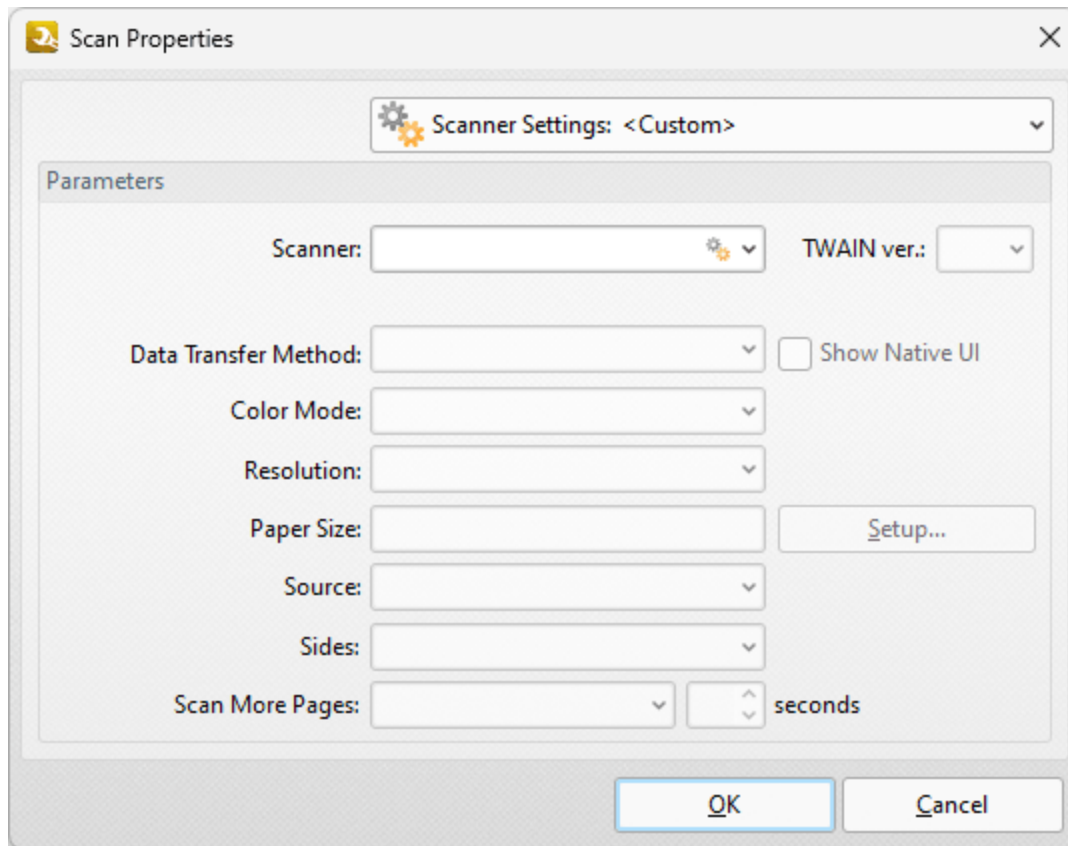 Scan Properties
Scanner Settings: <Custom>
Parameters
Scanner: TWAIN ver.:
Data Transfer Method: Show Native UI
Color Mode:
Resolution:
Paper Size: Setup...
Source:
Sides:
Scan More Pages: seconds
OK Cancel